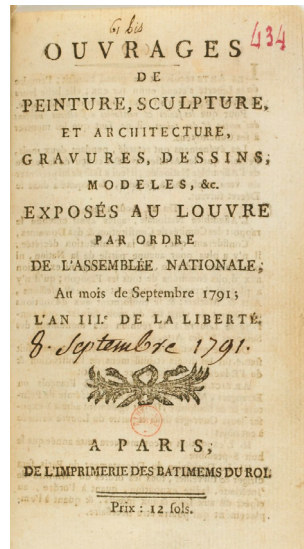 61 bis
434
OUVRAGES
DE
PEINTURE, SCULPTURE,
ET ARCHITECTURE,
GRAVURES, DESSINS,
MODELES, &c.
EXPOSÉS AU LOUVRE
PAR ORDRE
DE L'ASSEMBLÉE NATIONALE,
Au mois de Septembre 1791;
L'AN III.e DE LA LIBERTÉ.
8. Septembre 1791.
A PARIS,
DE L'IMPRIMERIE DES BATIMEMS DU ROI.
Prix: 12 sols.